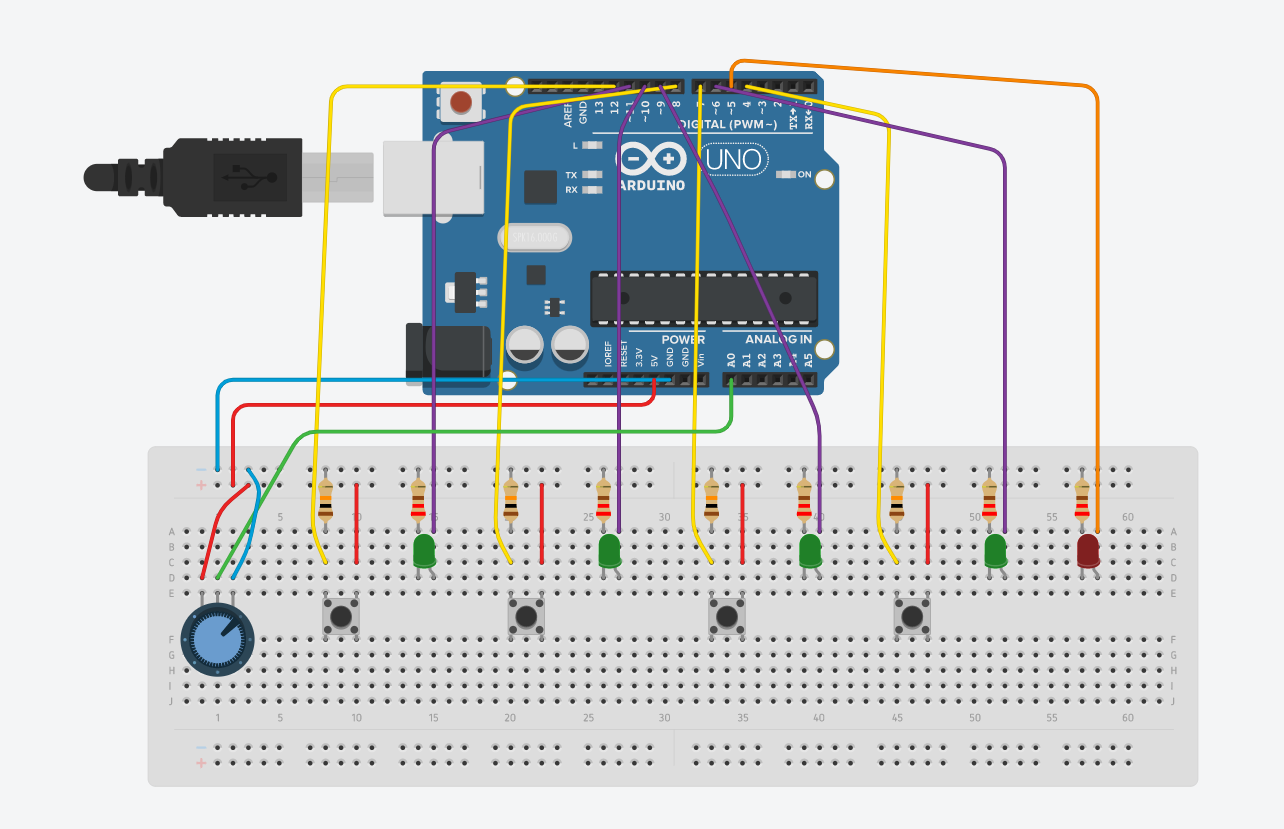 AREF
GND
13
12
~11
~10
~9
8
7
~6
~5
4
~3
2
TX→1
RX←0
DIGITAL (PWM~)
L
TX
RX
UNO
ARDUINO
ON
POWER
ANALOG IN
IOREF
RESET
3.3V
5V
GND
GND
Vin
A0
A1
A2
A3
A5
5 10 15 20 25 30 35 40 45 50 55 60
A A
B B
C C
D D
E E
F F
G G
H H
I I
J J
1 5 10 15 20 25 30 35 40 45 50 55 60